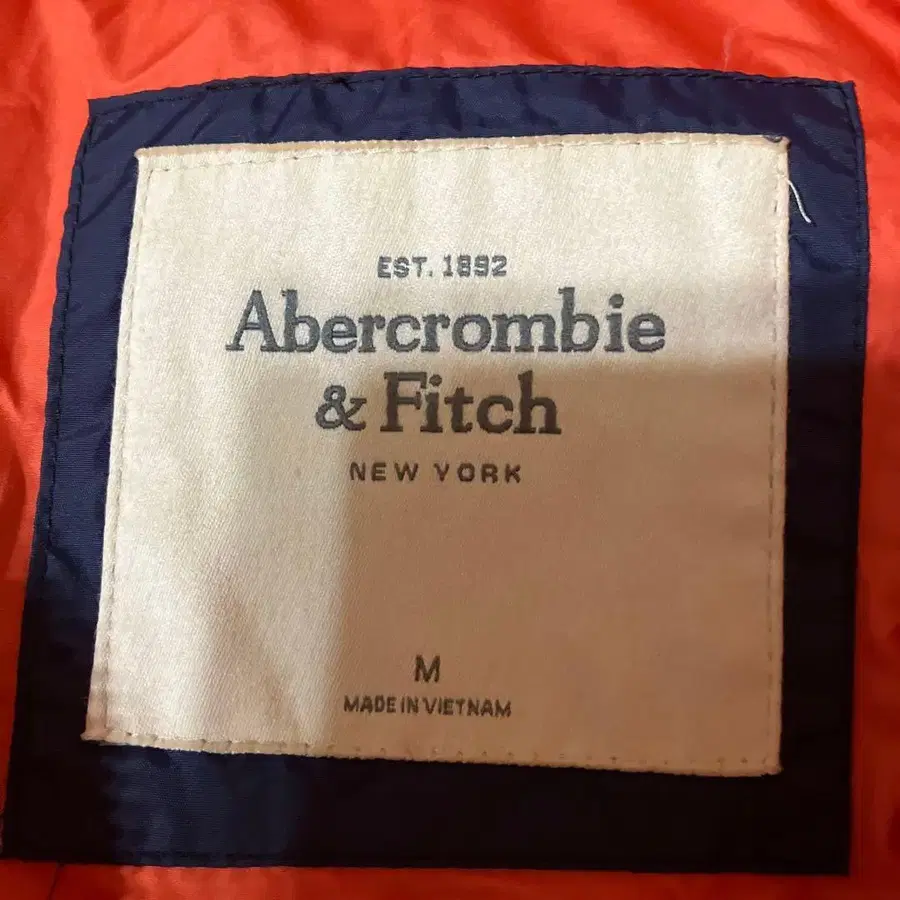 EST. 1892
Abercrombie
& Fitch
NEW YORK
M
MADE IN VIETNAM